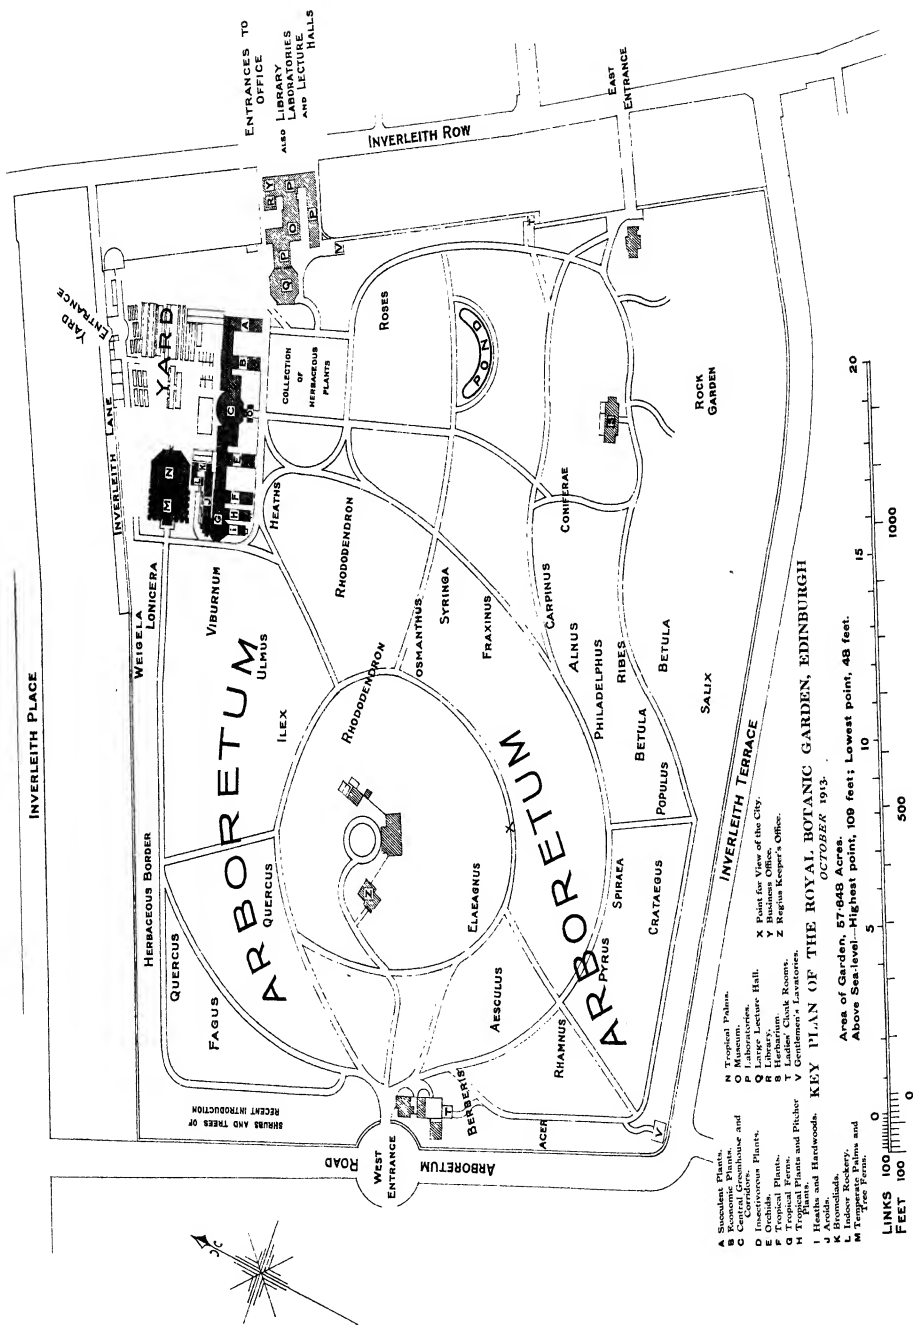 INVERLEITH PLACE
INVERLEITH LANE
YARD
ENTRANCE
YARD
ENTRANCES TO
OFFICE
ALSO LIBRARY
LABORATORIES
AND LECTURE
HALLS
INVERLEITH ROW
EAST
ENTRANCE
HERBACEOUS BORDER
WEIGELA
LONICERA
VIBURNUM
ULMUS
ILEX
QUERCUS
QUERCUS
FAGUS
ARBORETUM
SHRUBS AND TREES OF
RECENT INTRODUCTION
M
N
L
K
J
G
I
H
F
E
C
D
B
A
HEATHS
COLLECTION
OF
HERBACEOUS
PLANTS
Q
P
O
P
R
Y
P
V
ROSES
POND
RHODODENDRON
RHODODENDRON
OSMANTHUS
SYRINGA
FRAXINUS
CARPINUS
CONIFERAE
S
ROCK
GARDEN
ALNUS
PHILADELPHUS
RIBES
BETULA
BETULA
SALIX
POPULUS
Z
X
ELAEAGNUS
AESCULUS
ARBORETUM
SPIRAEA
CRATAEGUS
PYRUS
RHAMNUS
BERBERIS
T
ACER
V
WEST
ENTRANCE
ARBORETUM
ROAD
INVERLEITH TERRACE
A Succulent Plants.
B Economic Plants.
C Central Greenhouse and
Corridors.
D Insectivorous Plants.
E Orchids.
F Tropical Plants.
G Tropical Ferns.
H Tropical Plants and Pitcher
Plants.
I Heaths and Hardwoods.
J Aroids.
K Bromeliads.
L Indoor Rockery.
M Temperate Palms and
Tree Ferns.
N Tropical Palms.
O Museum.
P Laboratories.
Q Large Lecture Hall.
R Library.
S Herbarium.
T Ladies' Cloak Rooms.
V Gentlemen's Lavatories.
X Point for View of the City.
Y Business Office.
Z Regius Keeper's Office.
KEY PLAN OF THE ROYAL BOTANIC GARDEN, EDINBURGH
OCTOBER 1913.
Area of Garden, 57·648 Acres.
Above Sea-level—Highest point, 109 feet; Lowest point, 48 feet.
LINKS 100 0 5 10 15 20
FEET 100 0 500 1000